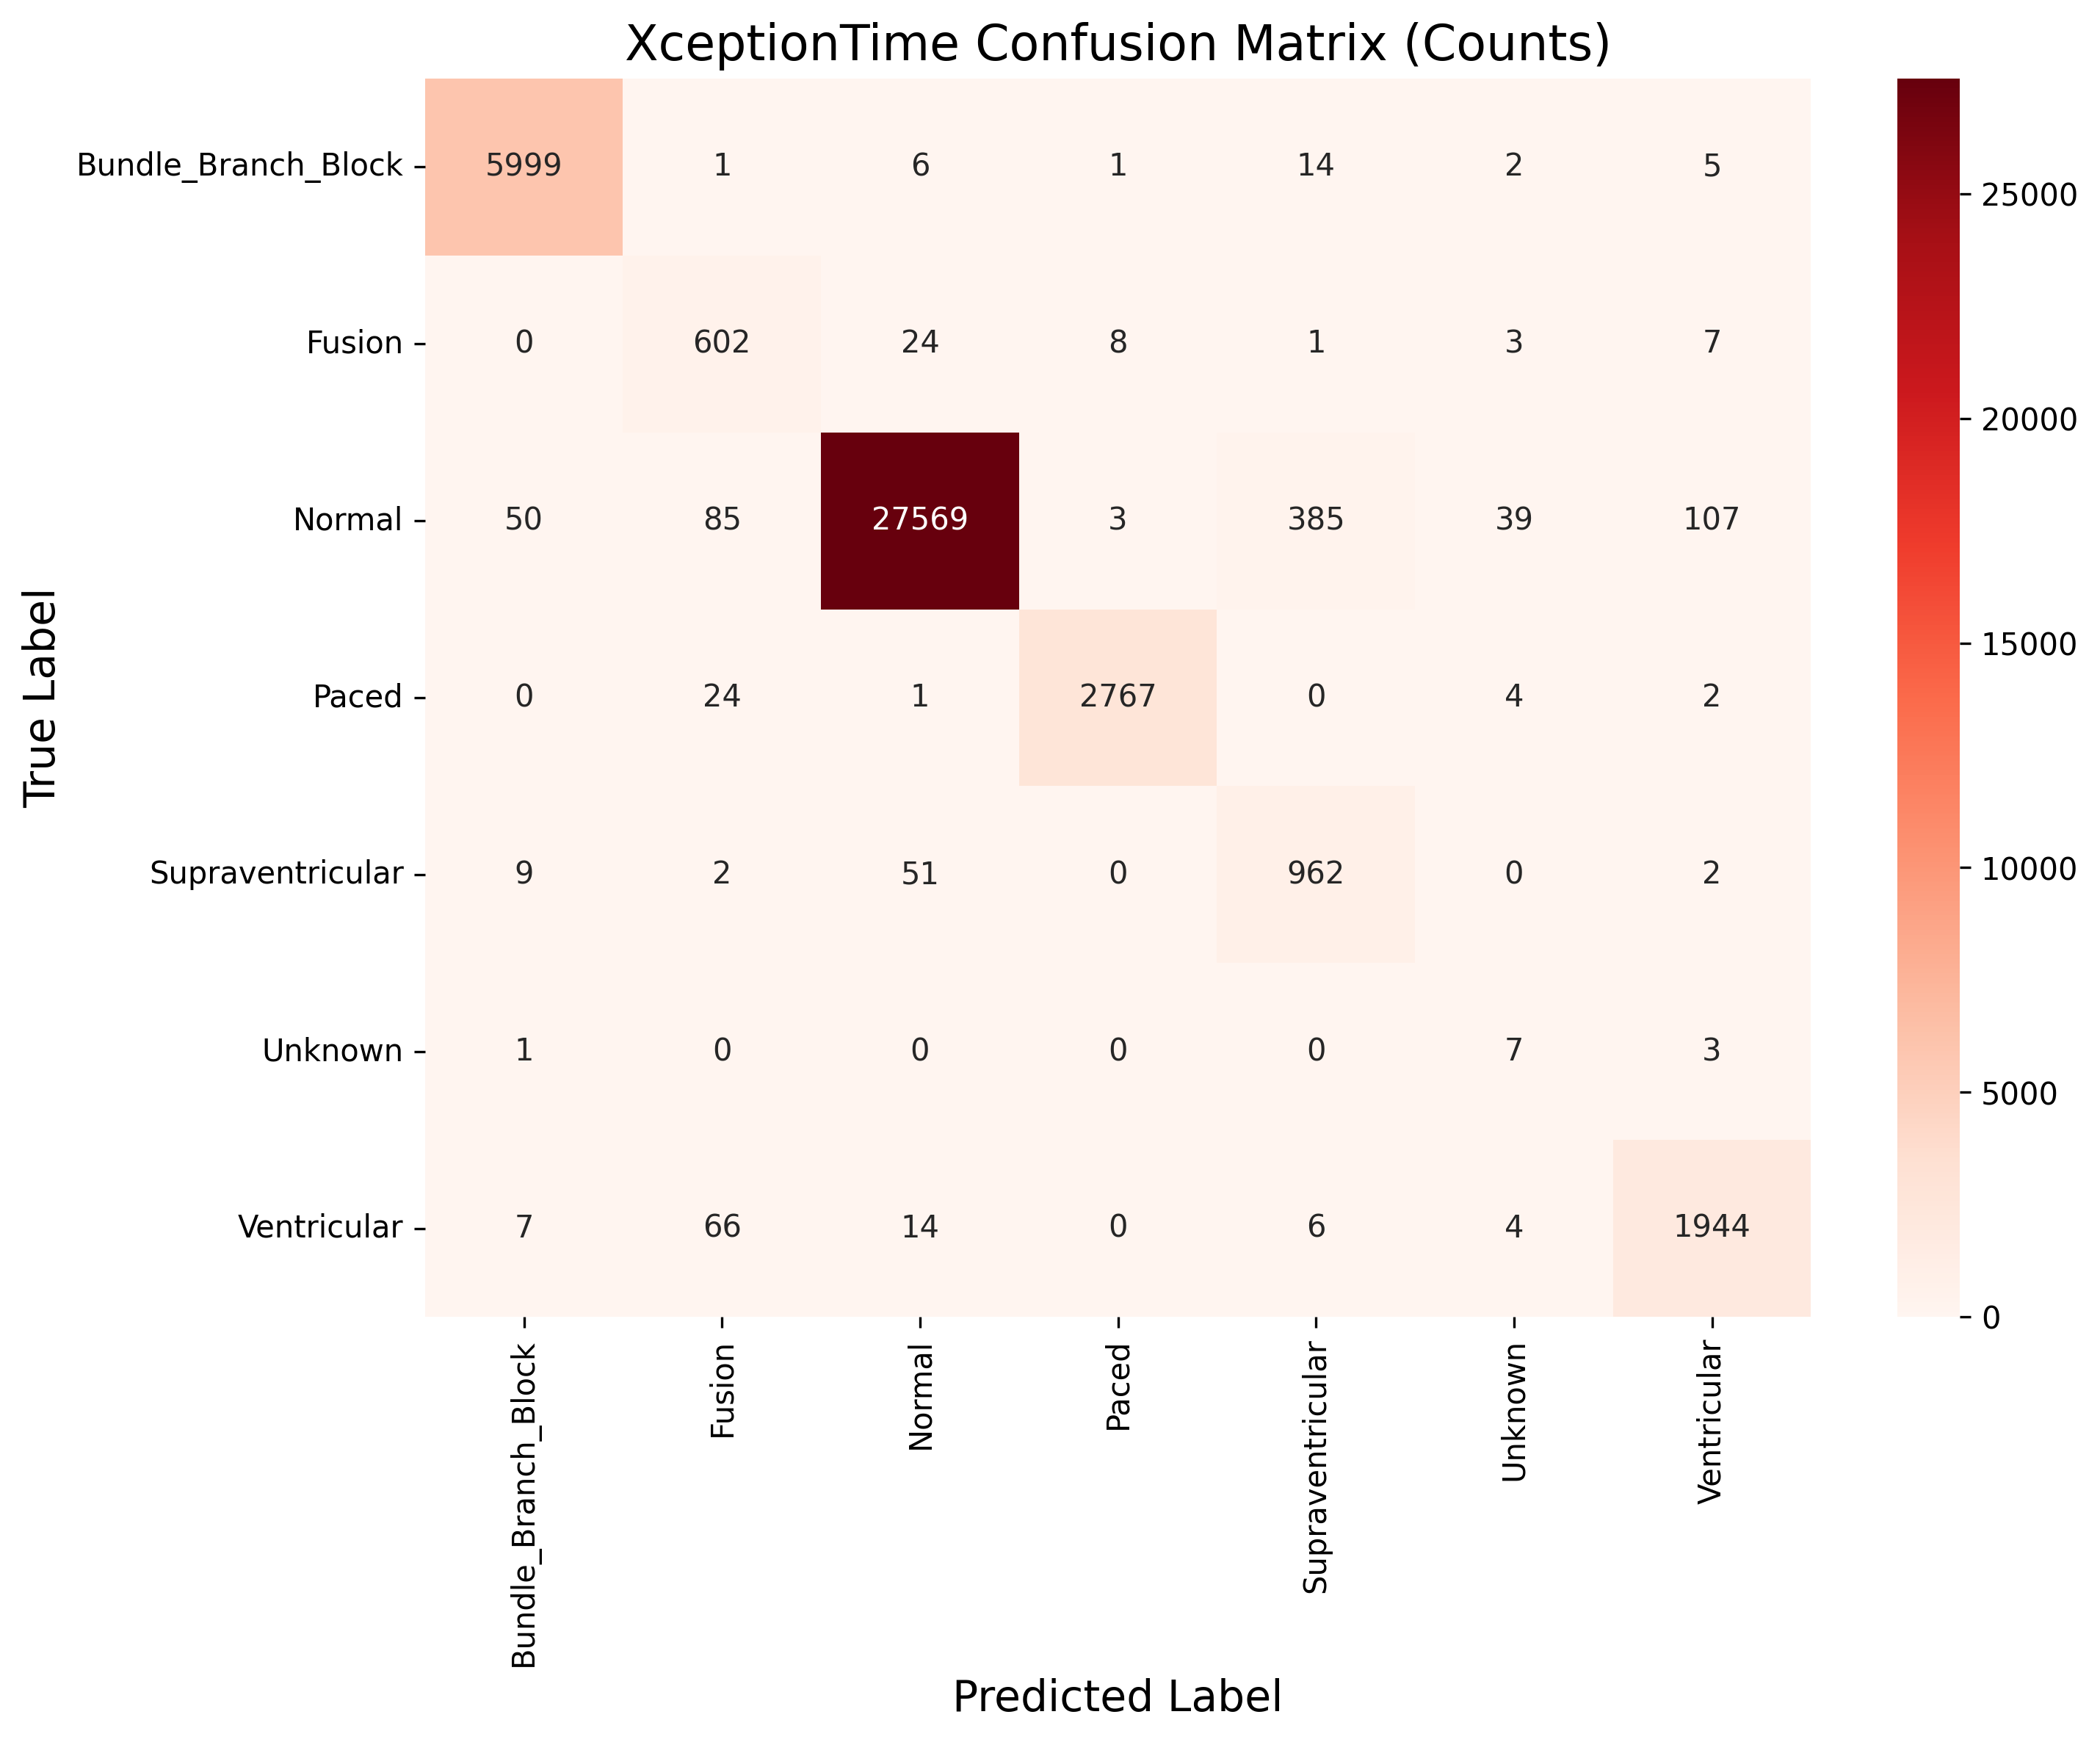 XceptionTime Confusion Matrix (Counts)
Bundle_Branch_Block 5999 1 6 1 14 2 5
Fusion 0 602 24 8 1 3 7
Normal 50 85 27569 3 385 39 107
Paced 0 24 1 2767 0 4 2
Supraventricular 9 2 51 0 962 0 2
Unknown 1 0 0 0 0 7 3
Ventricular 7 66 14 0 6 4 1944
True Label
Bundle_Branch_Block
Fusion
Normal
Paced
Supraventricular
Unknown
Ventricular
Predicted Label
25000
20000
15000
10000
5000
0